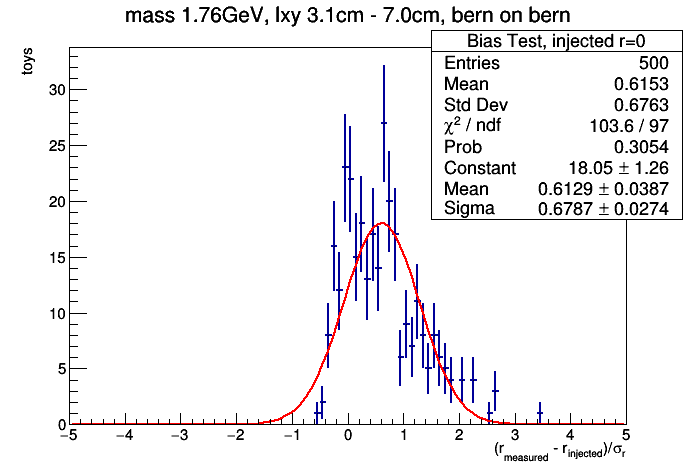 mass 1.76GeV, lxy 3.1cm - 7.0cm, bern on bern
Bias Test, injected r=0
Entries 500
Mean 0.6153
Std Dev 0.6763
χ² / ndf 103.6 / 97
Prob 0.3054
Constant 18.05 ± 1.26
Mean 0.6129 ± 0.0387
Sigma 0.6787 ± 0.0274
toys
30
25
20
15
10
5
0
−5 −4 −3 −2 −1 0 1 2 3 4 5
(r_measured - r_injected)/σ_r